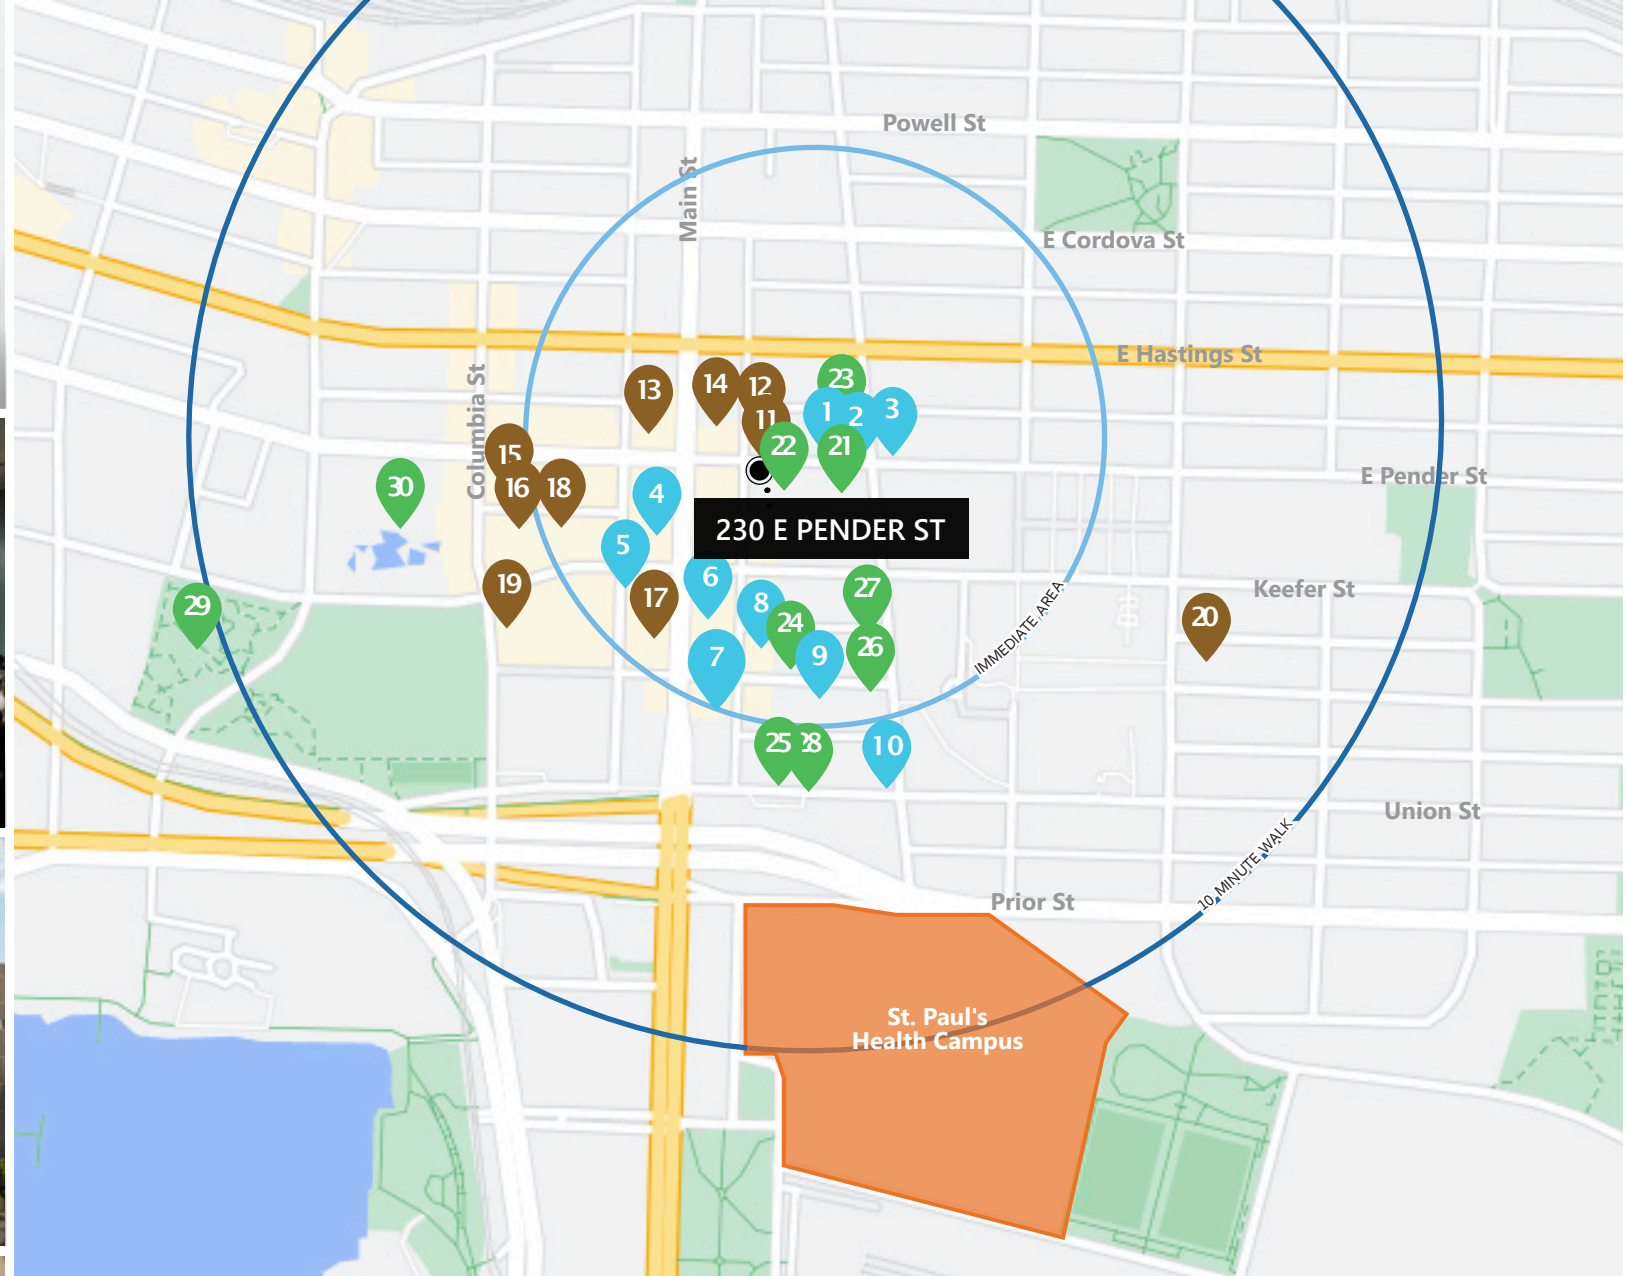 Powell St
Main St
E Cordova St
E Hastings St
Columbia St
23
14
12
13
1
2
3
11
22
21
15
E Pender St
30
16
18
4
230 E PENDER ST
5
6
19
17
8
27
Keefer St
29
24
20
IMMEDIATE AREA
7
9
26
25
28
10
Union St
10 MINUTE WALK
Prior St
St. Paul's
Health Campus